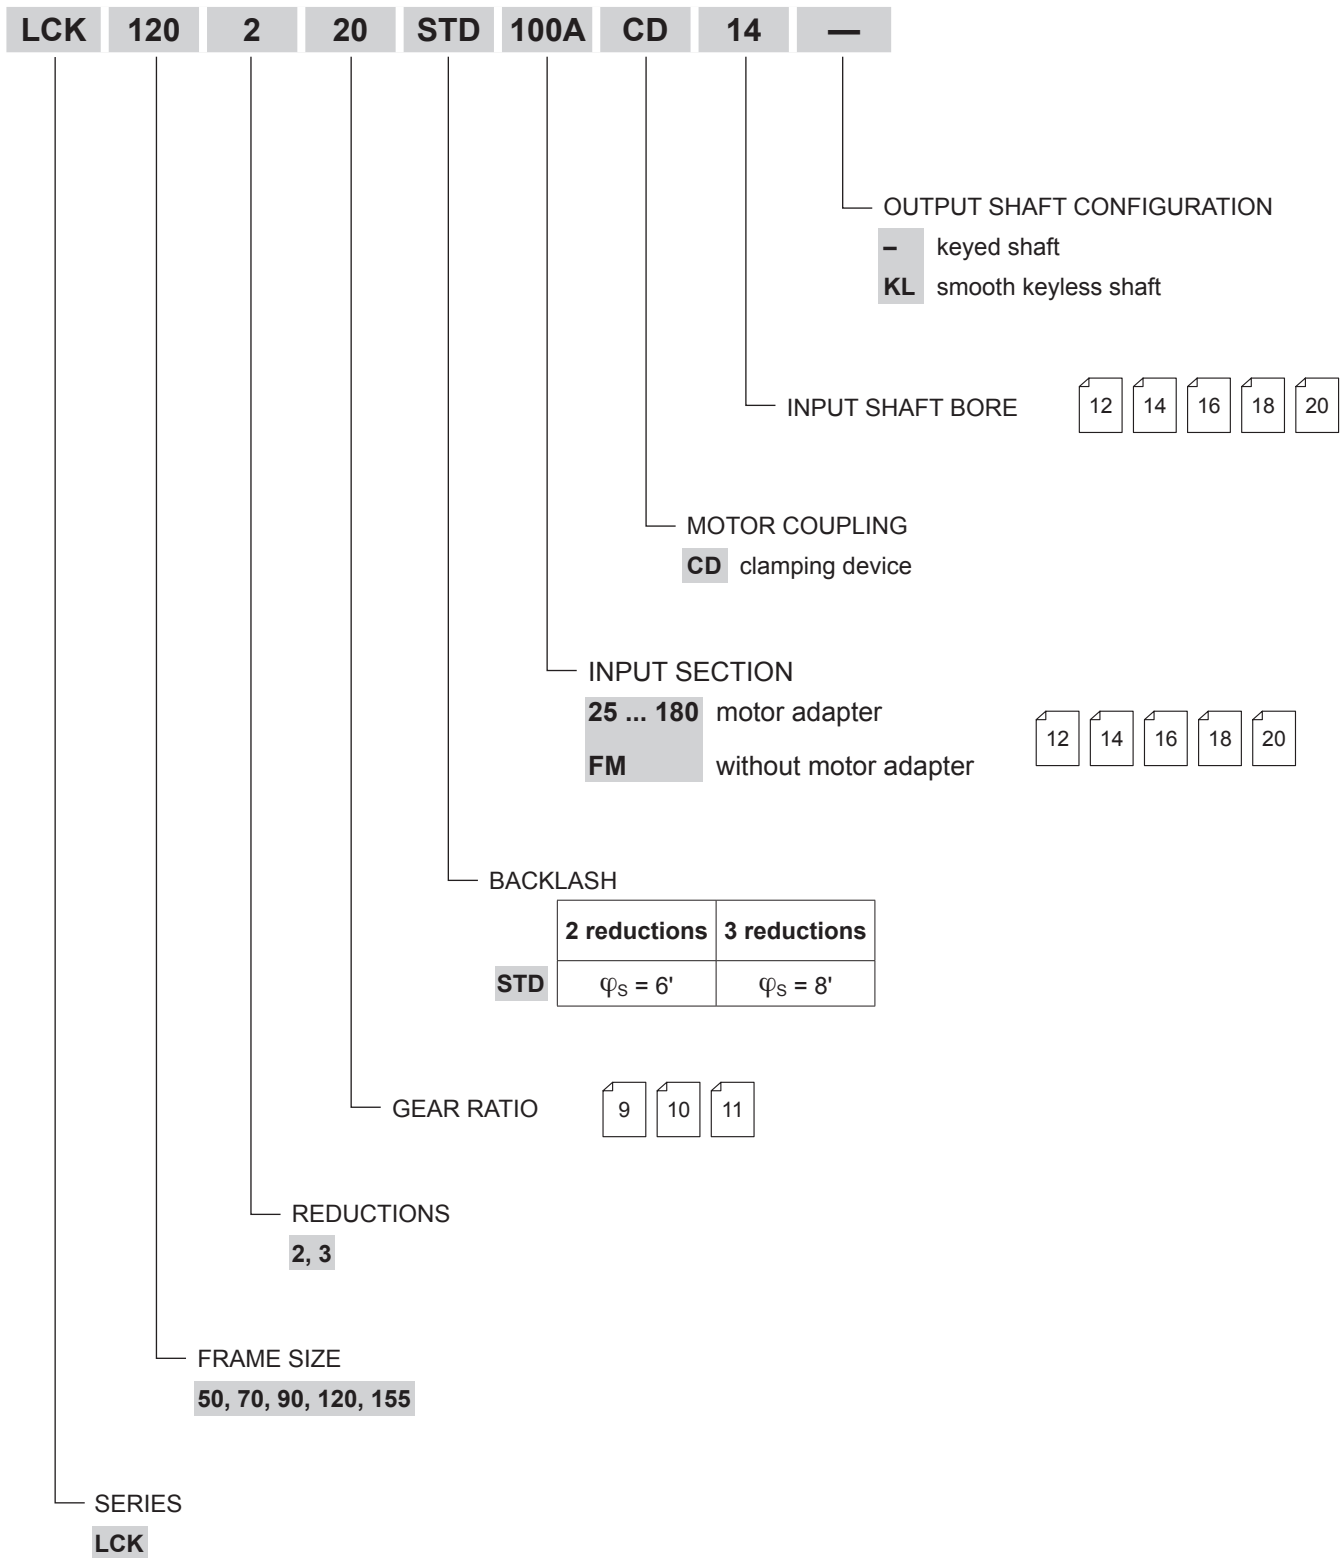 LCK 120 2 20 STD 100A CD 14 —
OUTPUT SHAFT CONFIGURATION
– keyed shaft
KL smooth keyless shaft
INPUT SHAFT BORE 12 14 16 18 20
MOTOR COUPLING
CD clamping device
INPUT SECTION
25 ... 180 motor adapter
12 14 16 18 20
FM without motor adapter
BACKLASH
2 reductions 3 reductions
STD φS = 6' φS = 8'
GEAR RATIO 9 10 11
REDUCTIONS
2, 3
FRAME SIZE
50, 70, 90, 120, 155
SERIES
LCK